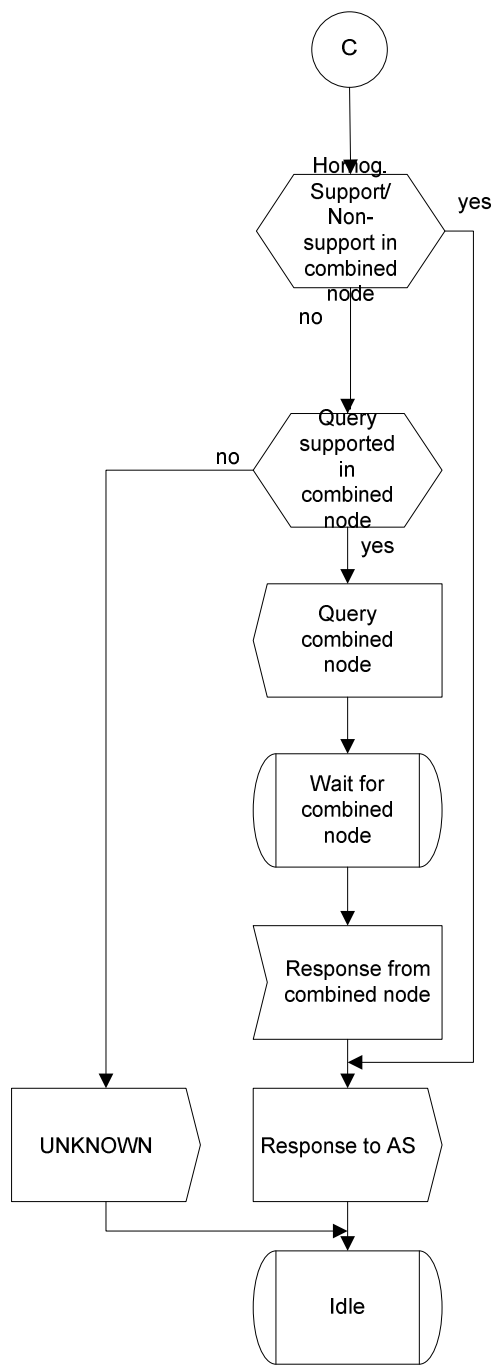 C
Homog.
Support/
Non-
support in
combined
node
yes
no
Query
supported
in
combined
node
no
yes
Query
combined
node
Wait for
combined
node
Response from
combined node
UNKNOWN
Response to AS
Idle